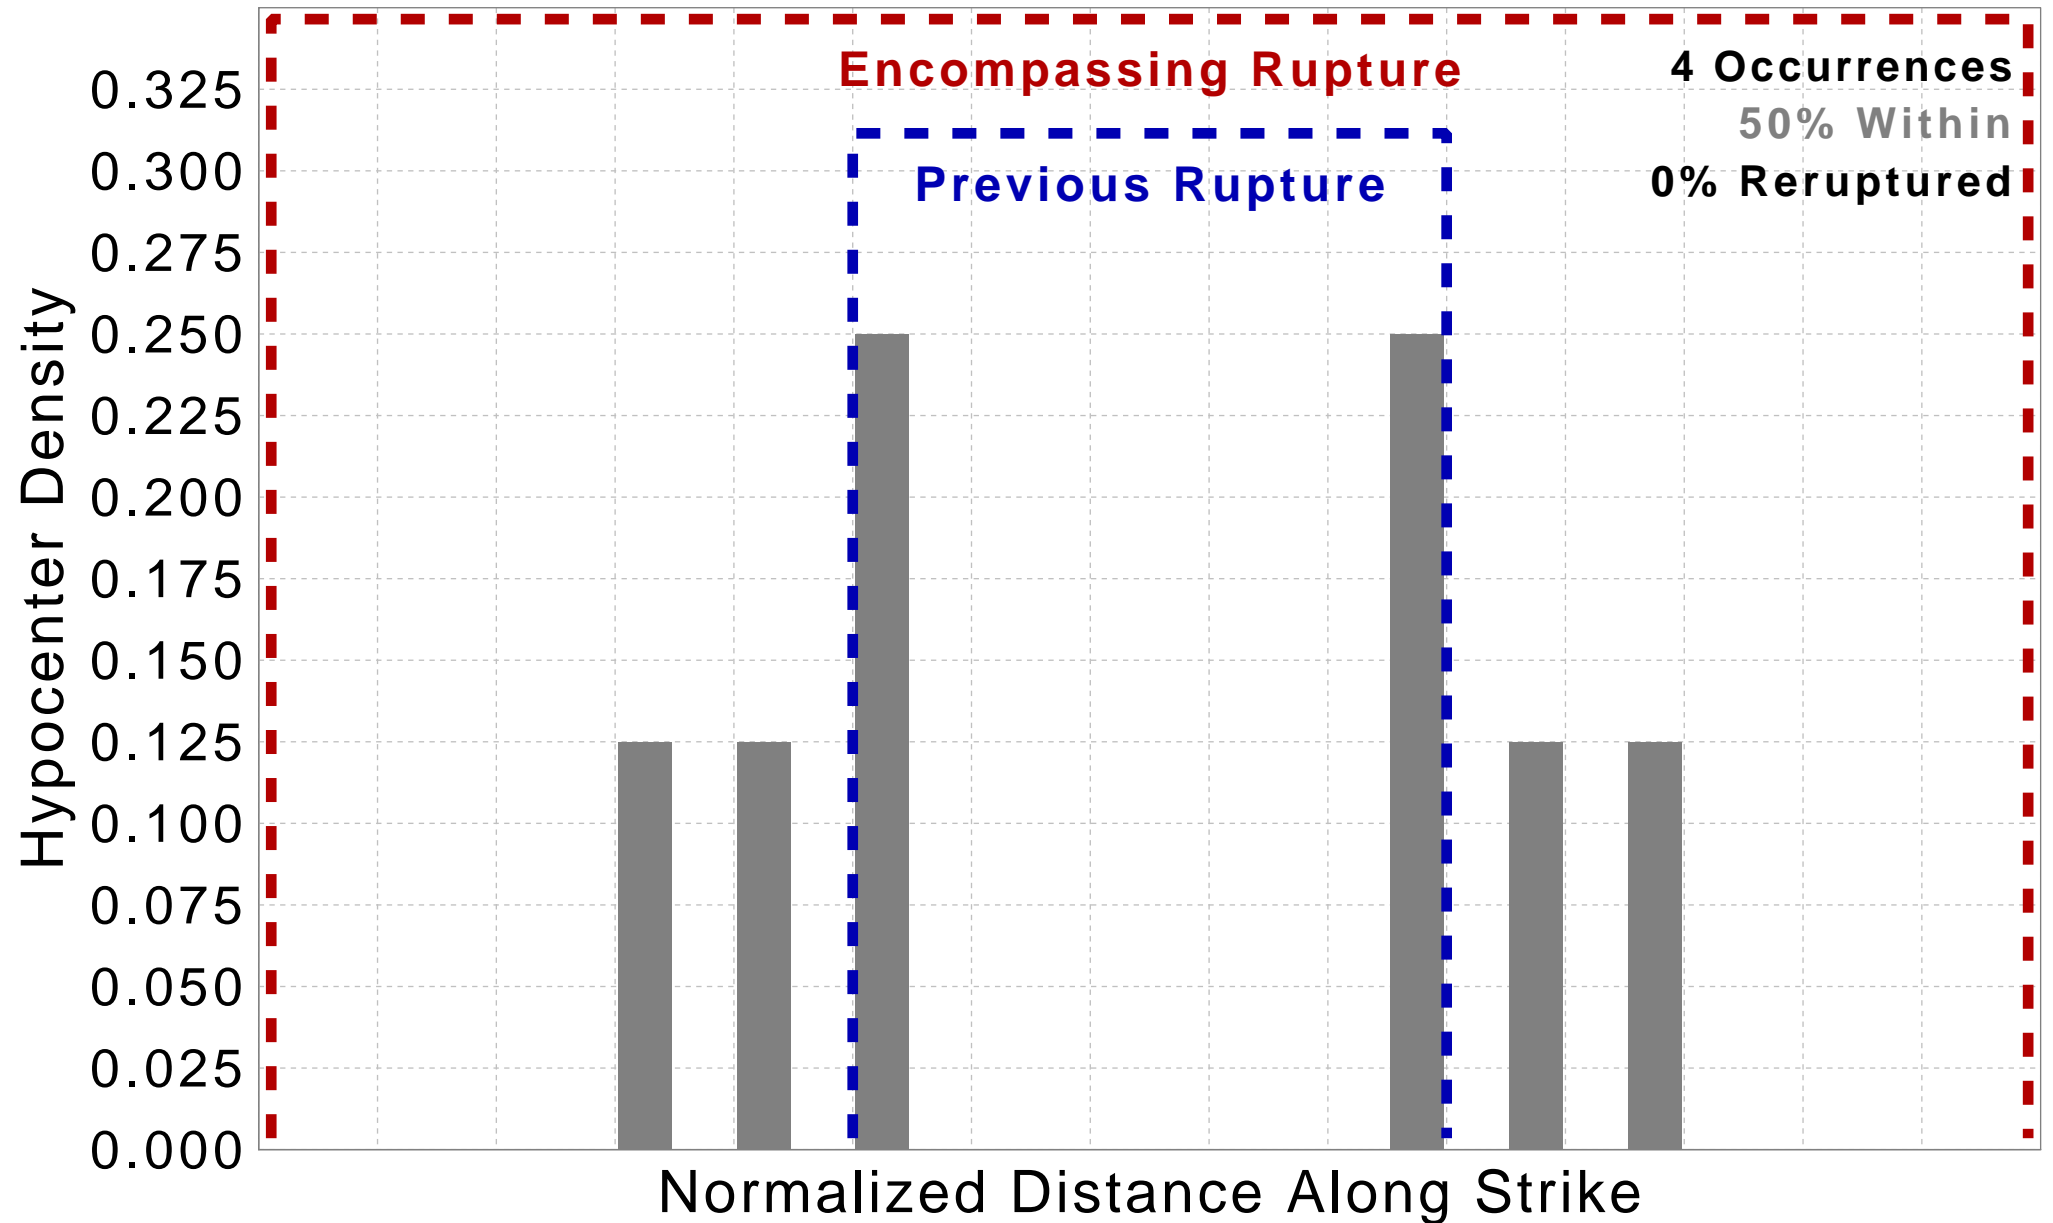 Encompassing Rupture
4 Occurrences
50% Within
Previous Rupture
0% Reruptured
0.325
0.300
0.275
0.250
0.225
0.200
0.175
0.150
0.125
0.100
0.075
0.050
0.025
0.000
Hypocenter Density
Normalized Distance Along Strike